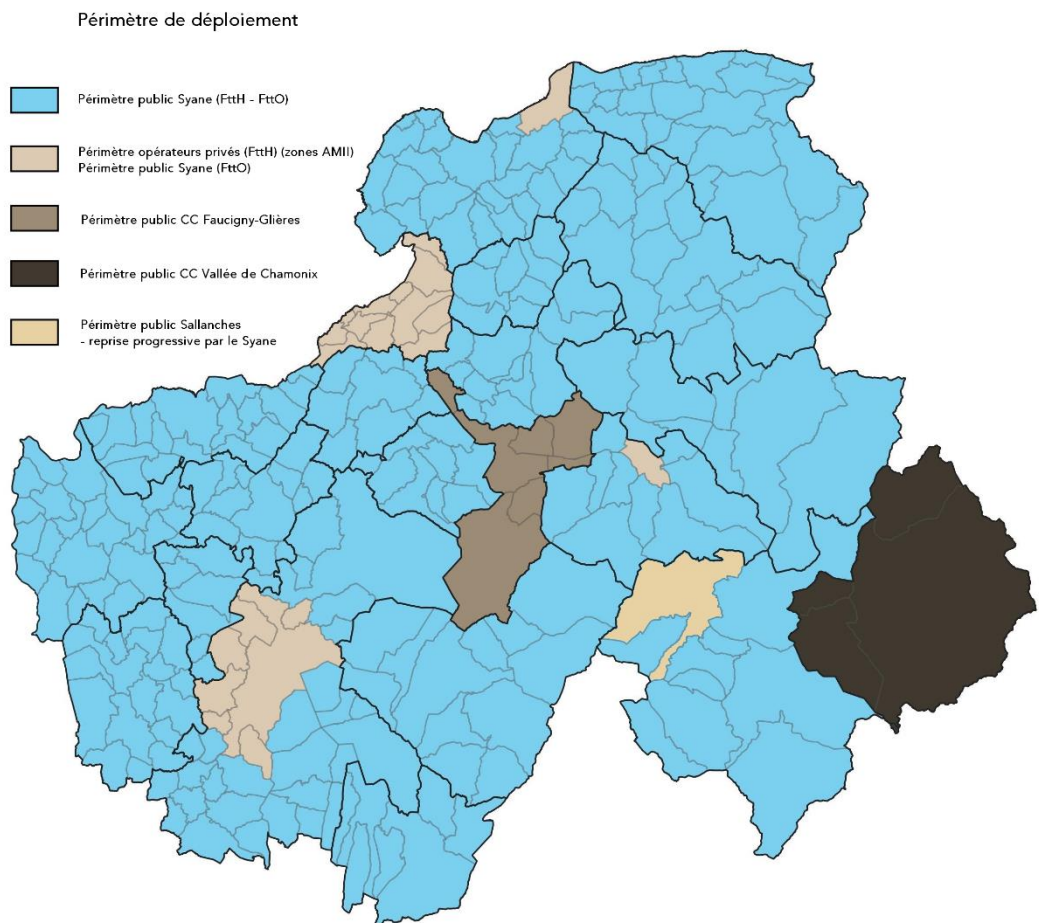 Périmètre de déploiement
Périmètre public Syane (FttH - FttO)
Périmètre opérateurs privés (FttH) (zones AMII)
Périmètre public Syane (FttO)
Périmètre public CC Faucigny-Glières
Périmètre public CC Vallée de Chamonix
Périmètre public Sallanches
- reprise progressive par le Syane